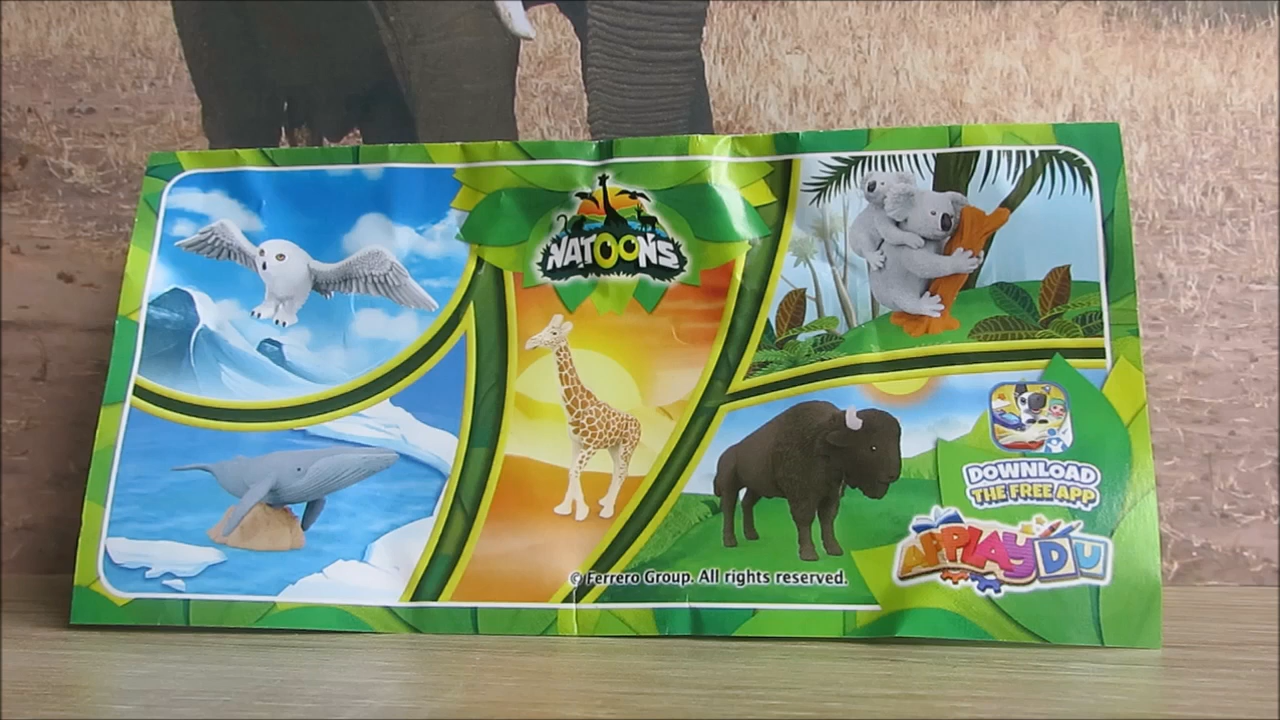 NATOONS
DOWNLOAD
THE FREE APP
APPLAYDU
© Ferrero Group. All rights reserved.